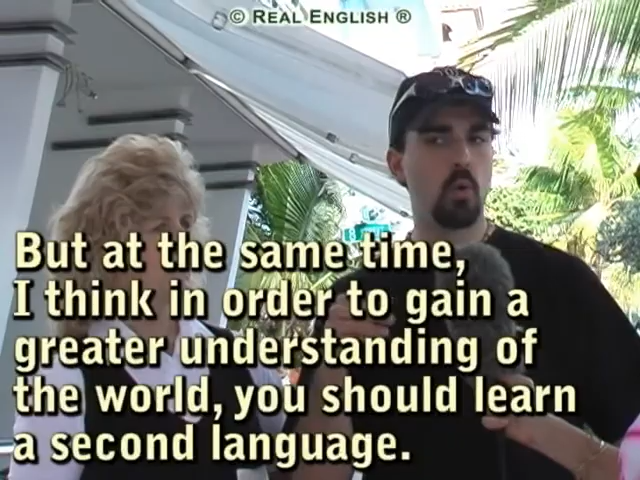 © REAL ENGLISH ®
But at the same time,
I think in order to gain a
greater understanding of
the world, you should learn
a second language.